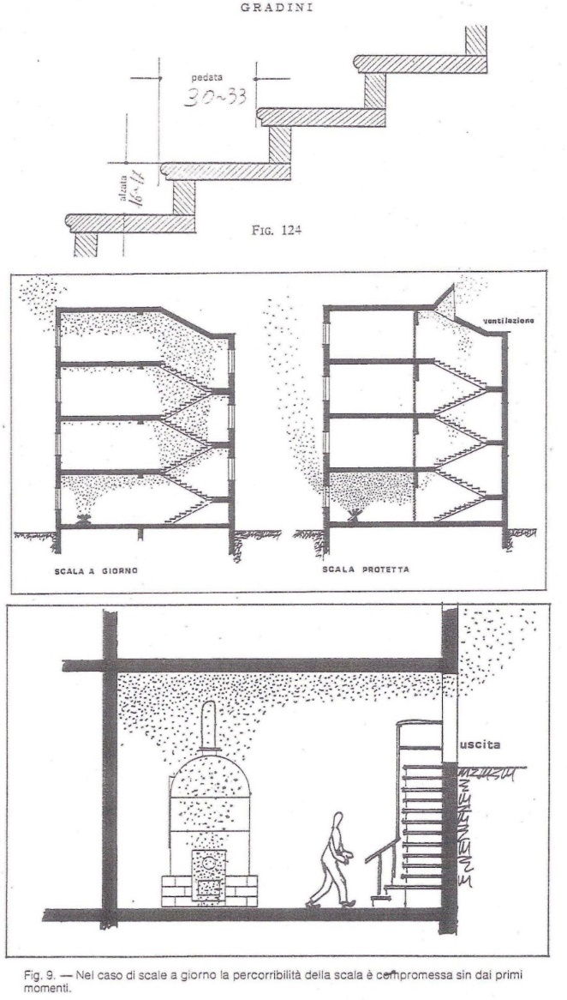 GRADINI
pedata
30~33
alzata
16~17
FIG. 124
ventilazione
SCALA A GIORNO
SCALA PROTETTA
uscita
Fig. 9. — Nel caso di scale a giorno la percorribilità della scala è compromessa sin dai primi
momenti.